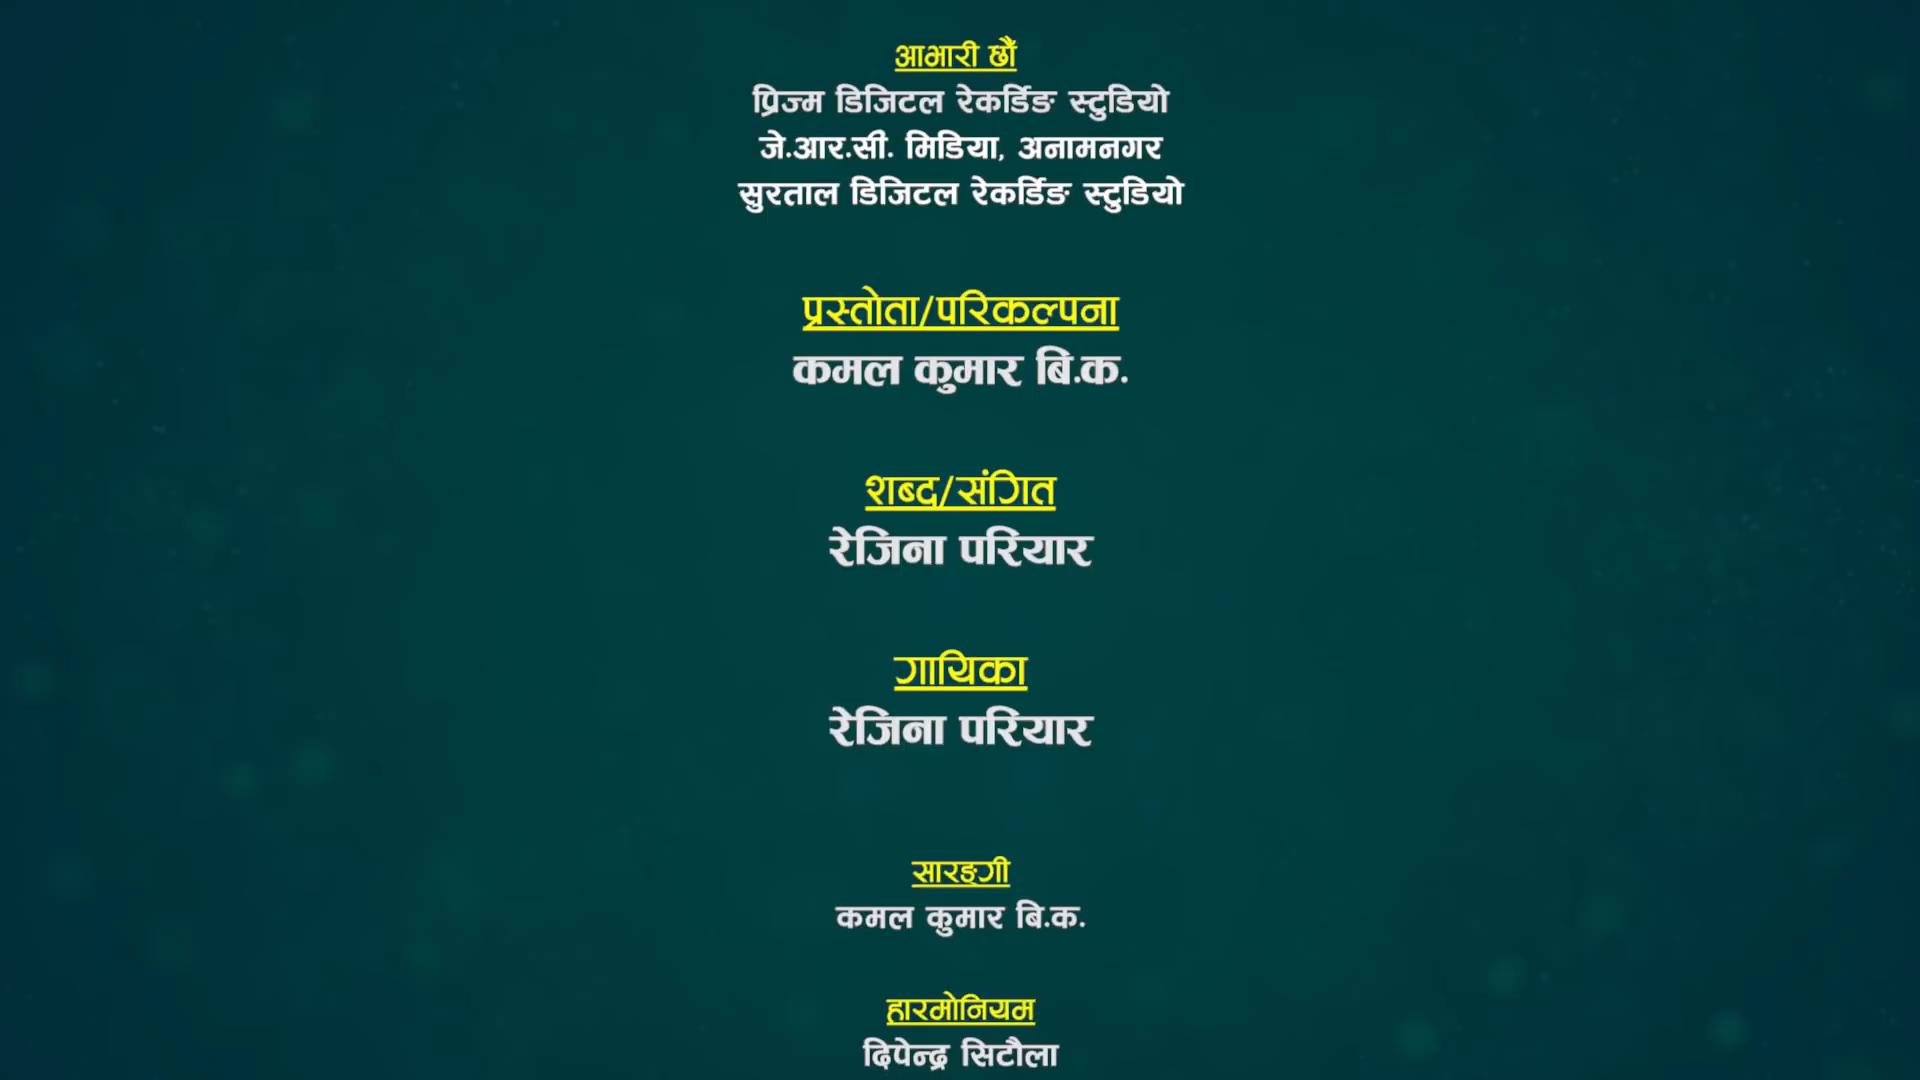 आभारी छौं
प्रिज्म डिजिटल रेकर्डिङ स्टुडियो
जे.आर.सी. मिडिया, अनामनगर
सुरताल डिजिटल रेकर्डिङ स्टुडियो
प्रस्तोता/परिकल्पना
कमल कुमार बि.क.
शब्द/संगित
रेजिना परियार
गायिका
रेजिना परियार
सारङ्गी
कमल कुमार बि.क.
हारमोनियम
दिपेन्द्र सिटौला